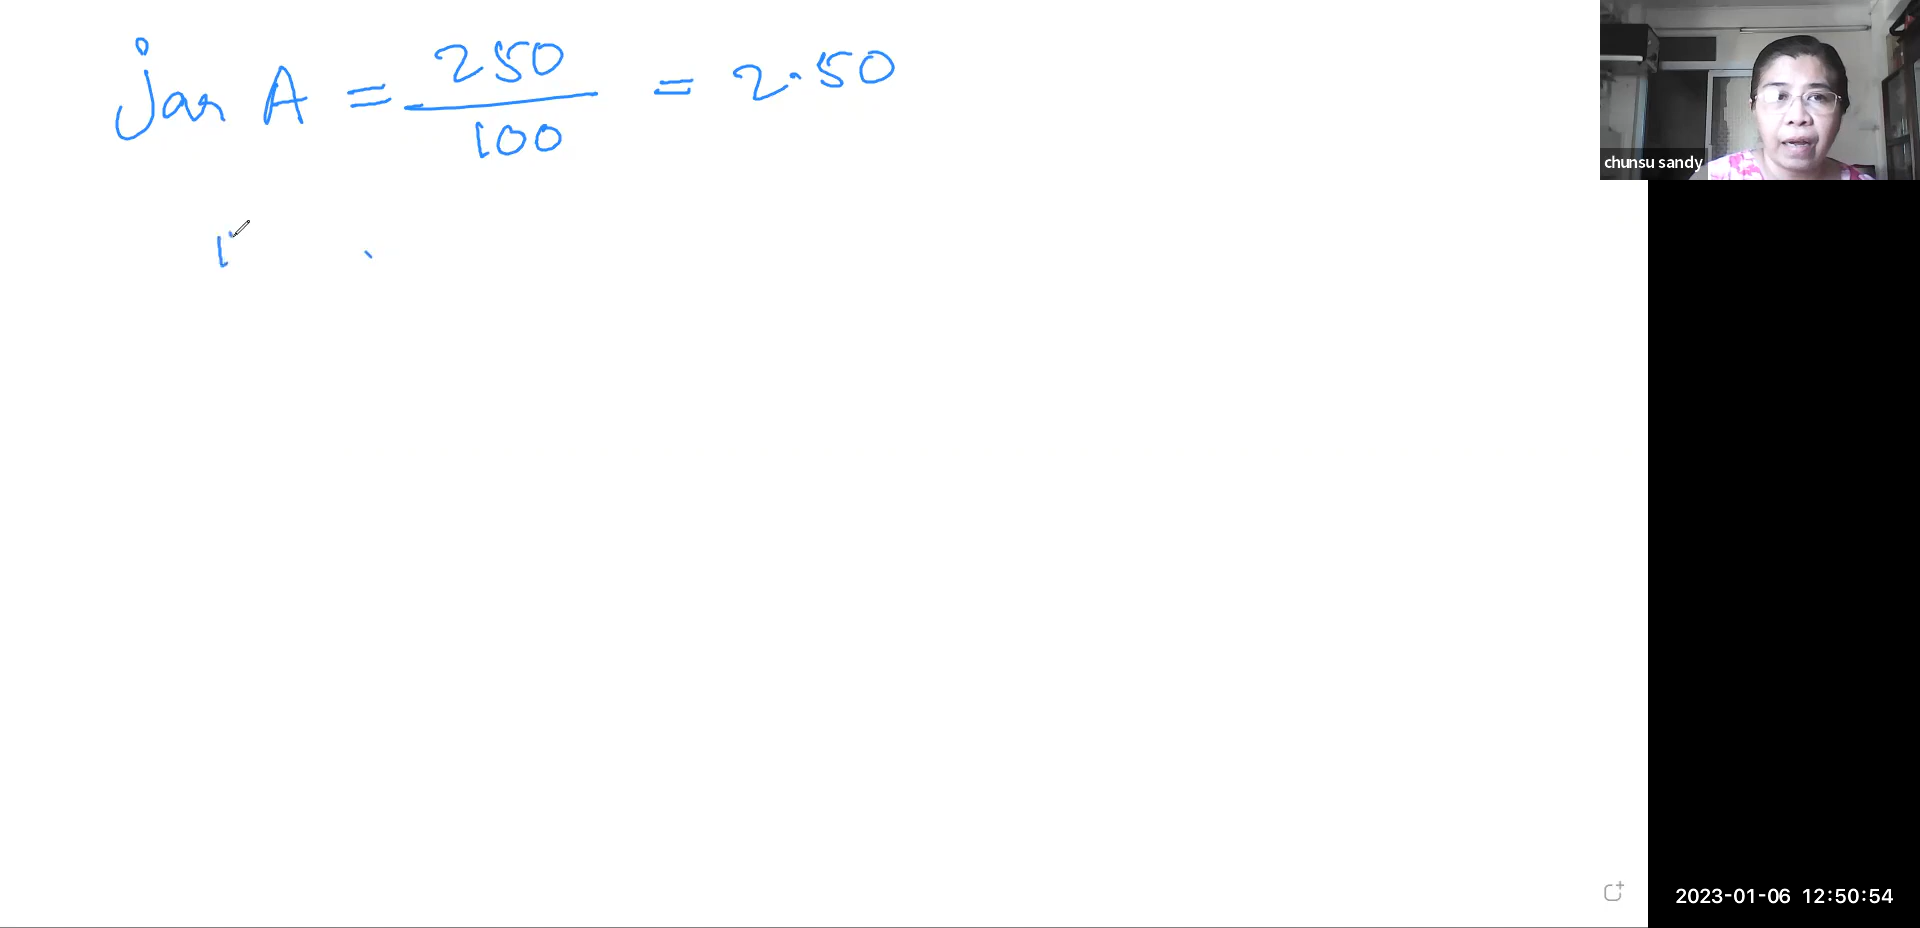 jar A = 250/100 = 2.50
chunsu sandy
2023-01-06 12:50:54